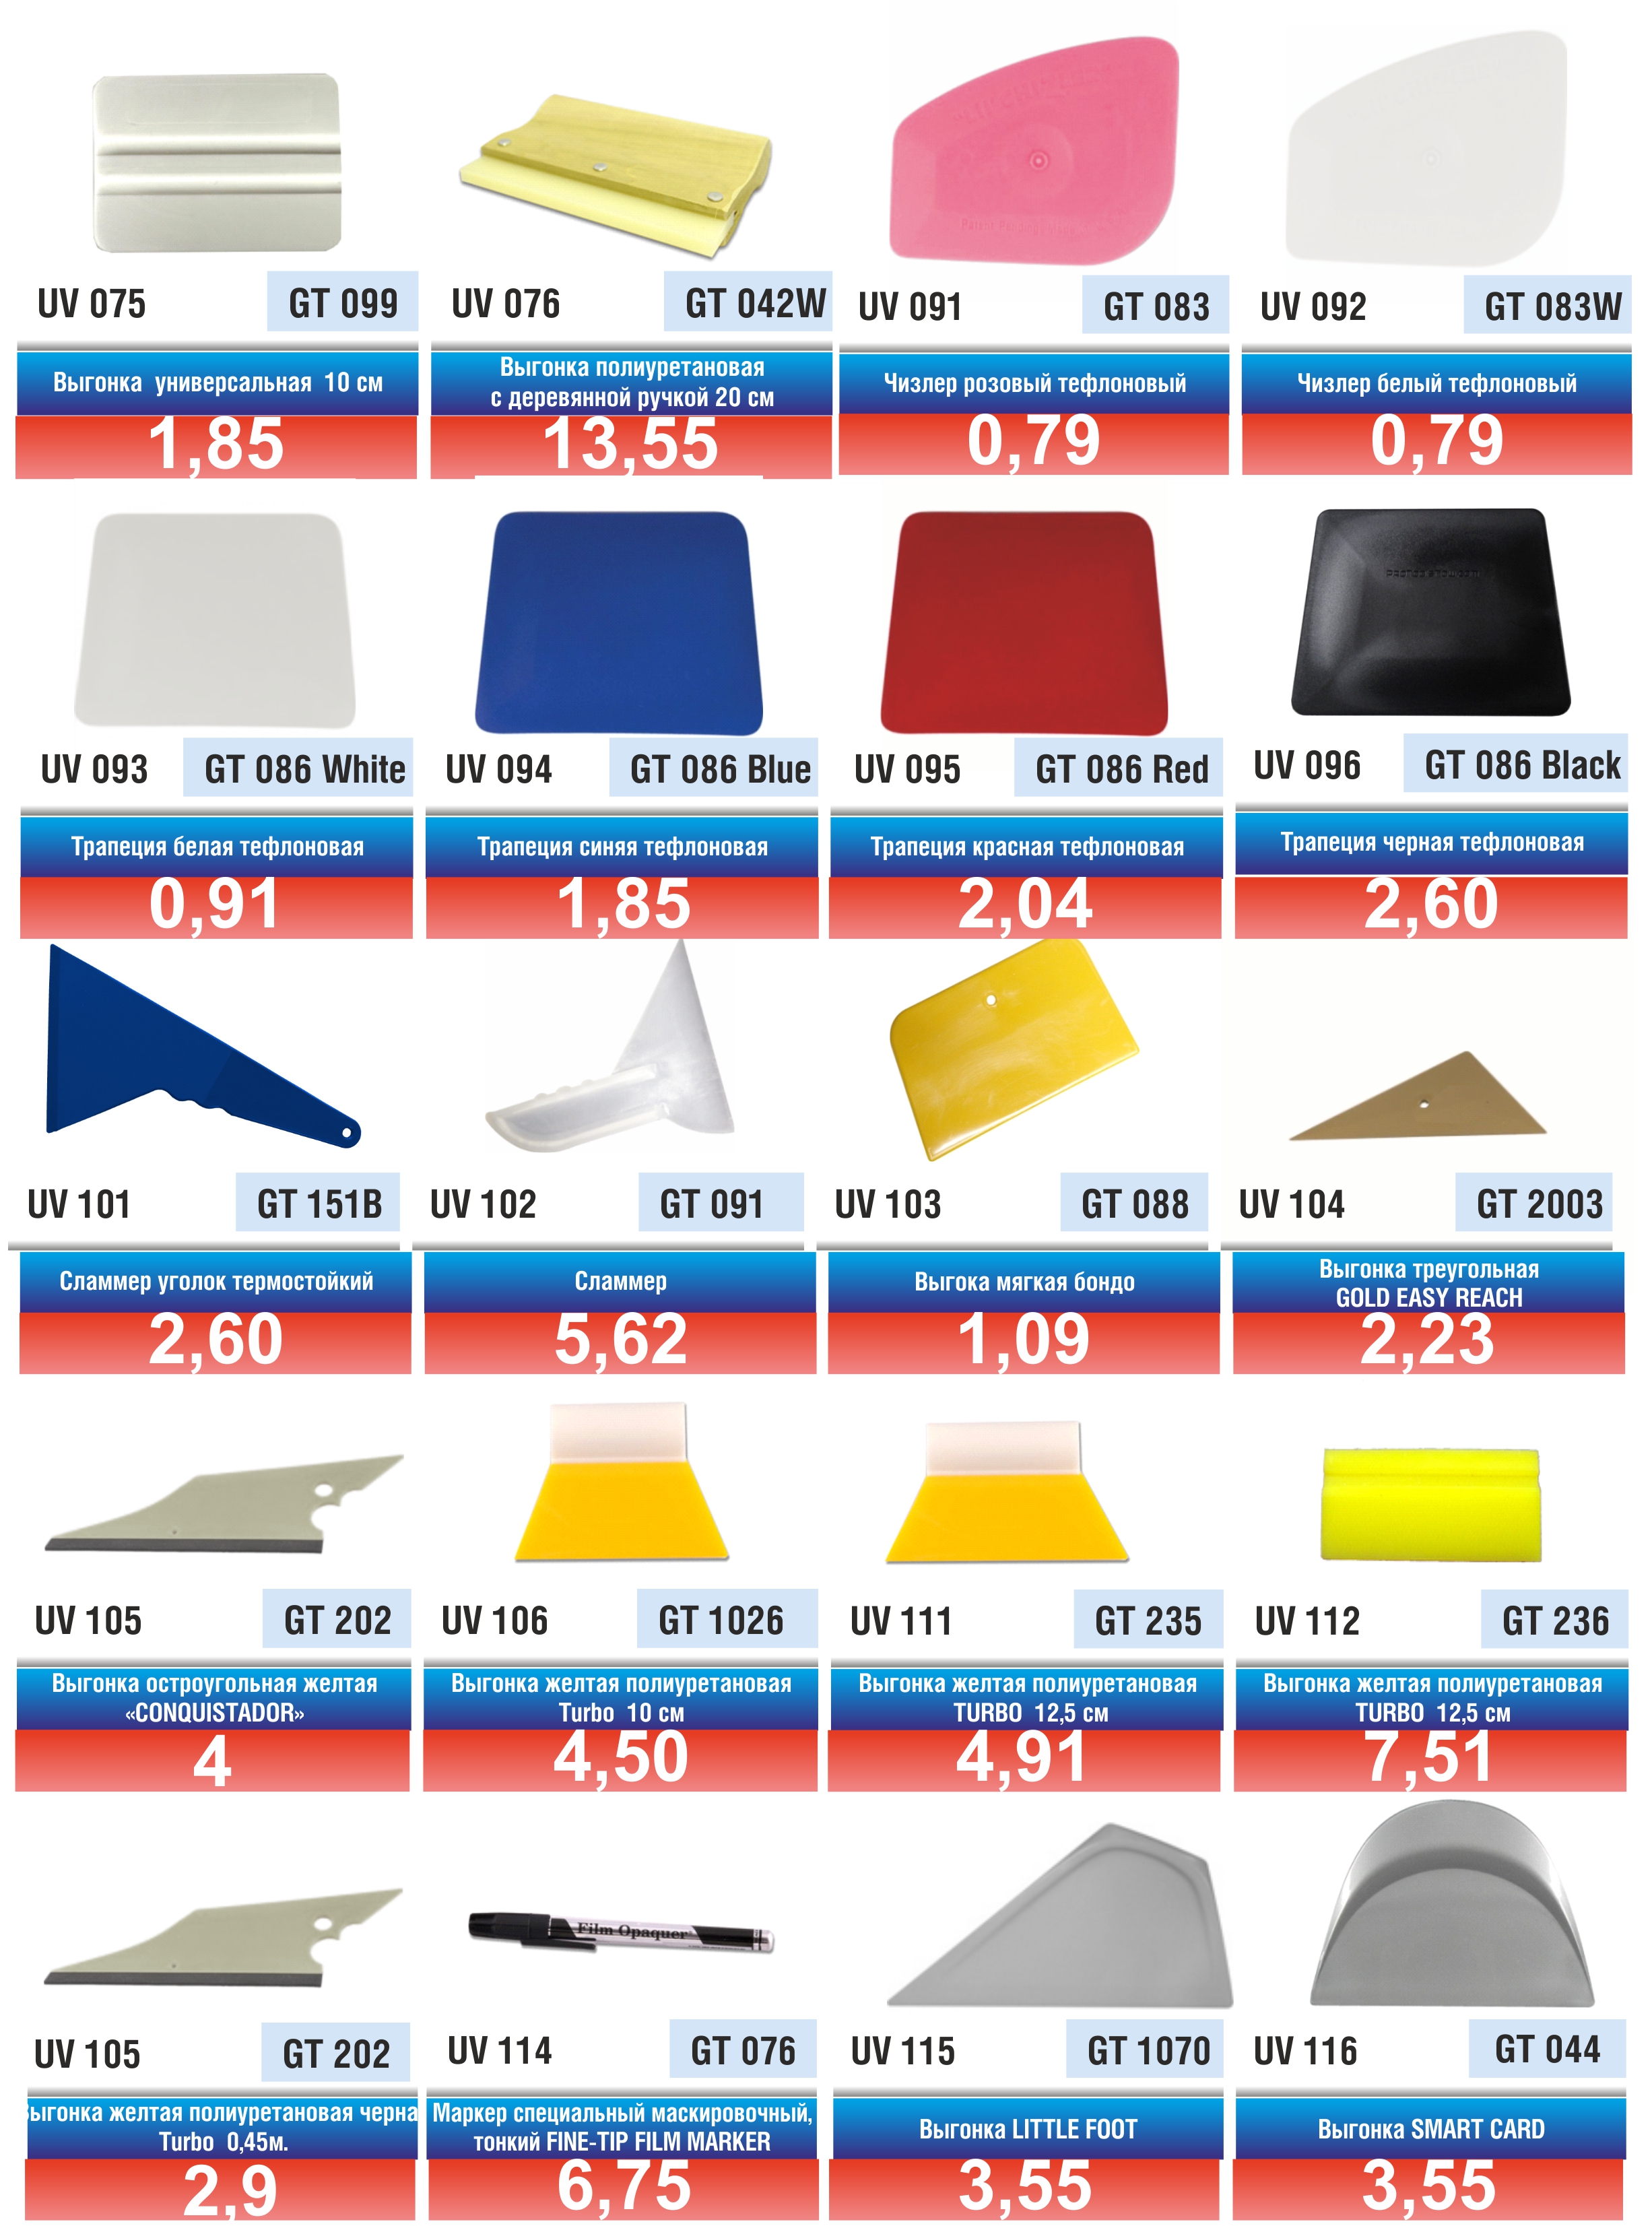 UV 075 GT 099 UV 076 GT 042W UV 091 GT 083 UV 092 GT 083W
Выгонка универсальная 10 см
Выгонка полиуретановая
с деревянной ручкой 20 см
Чизлер розовый тефлоновый
Чизлер белый тефлоновый
1,85 13,55 0,79 0,79
UV 093 GT 086 White UV 094 GT 086 Blue UV 095 GT 086 Red UV 096 GT 086 Black
Трапеция белая тефлоновая
Трапеция синяя тефлоновая
Трапеция красная тефлоновая
Трапеция черная тефлоновая
0,91 1,85 2,04 2,60
UV 101 GT 151B UV 102 GT 091 UV 103 GT 088 UV 104 GT 2003
Сламмер уголок термостойкий
Сламмер
Выгока мягкая бондо
Выгонка треугольная
GOLD EASY REACH
2,60 5,62 1,09 2,23
UV 105 GT 202 UV 106 GT 1026 UV 111 GT 235 UV 112 GT 236
Выгонка остроугольная желтая
«CONQUISTADOR»
Выгонка желтая полиуретановая
Turbo 10 см
Выгонка желтая полиуретановая
TURBO 12,5 см
Выгонка желтая полиуретановая
TURBO 12,5 см
4 4,50 4,91 7,51
Film Opaquer
UV 105 GT 202 UV 114 GT 076 UV 115 GT 1070 UV 116 GT 044
выгонка желтая полиуретановая черна
Turbo 0,45м.
Маркер специальный маскировочный,
тонкий FINE-TIP FILM MARKER
Выгонка LITTLE FOOT
Выгонка SMART CARD
2,9 6,75 3,55 3,55